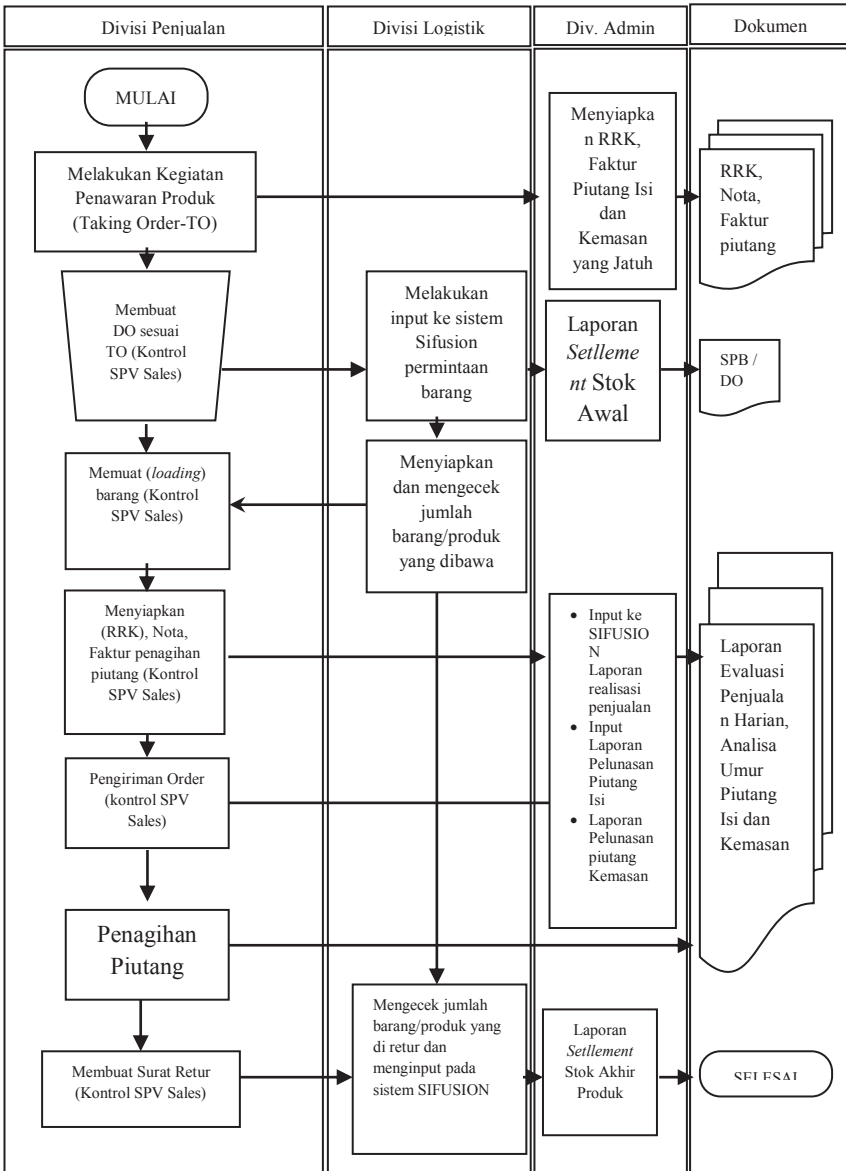 Divisi Penjualan
Divisi Logistik
Div. Admin
Dokumen
MULAI
Melakukan Kegiatan
Penawaran Produk
(Taking Order-TO)
Menyiapka
n RRK,
Faktur
Piutang Isi
dan
Kemasan
yang Jatuh
RRK,
Nota,
Faktur
piutang
Membuat
DO sesuai
TO (Kontrol
SPV Sales)
Melakukan
input ke sistem
Sifusion
permintaan
barang
Laporan
Setlleme
nt Stok
Awal
SPB /
DO
Memuat (loading)
barang (Kontrol
SPV Sales)
Menyiapkan
dan mengecek
jumlah
barang/produk
yang dibawa
Menyiapkan
(RRK), Nota,
Faktur penagihan
piutang (Kontrol
SPV Sales)
• Input ke
SIFUSIO
N
Laporan
realisasi
penjualan
• Input
Laporan
Pelunasan
Piutang
Isi
• Laporan
Pelunasan
piutang
Kemasan
Laporan
Evaluasi
Penjuala
n Harian,
Analisa
Umur
Piutang
Isi dan
Kemasan
Pengiriman Order
(kontrol SPV
Sales)
Penagihan
Piutang
Membuat Surat Retur
(Kontrol SPV Sales)
Mengecek jumlah
barang/produk yang
di retur dan
menginput pada
sistem SIFUSION
Laporan
Setllement
Stok Akhir
Produk
SELESAI